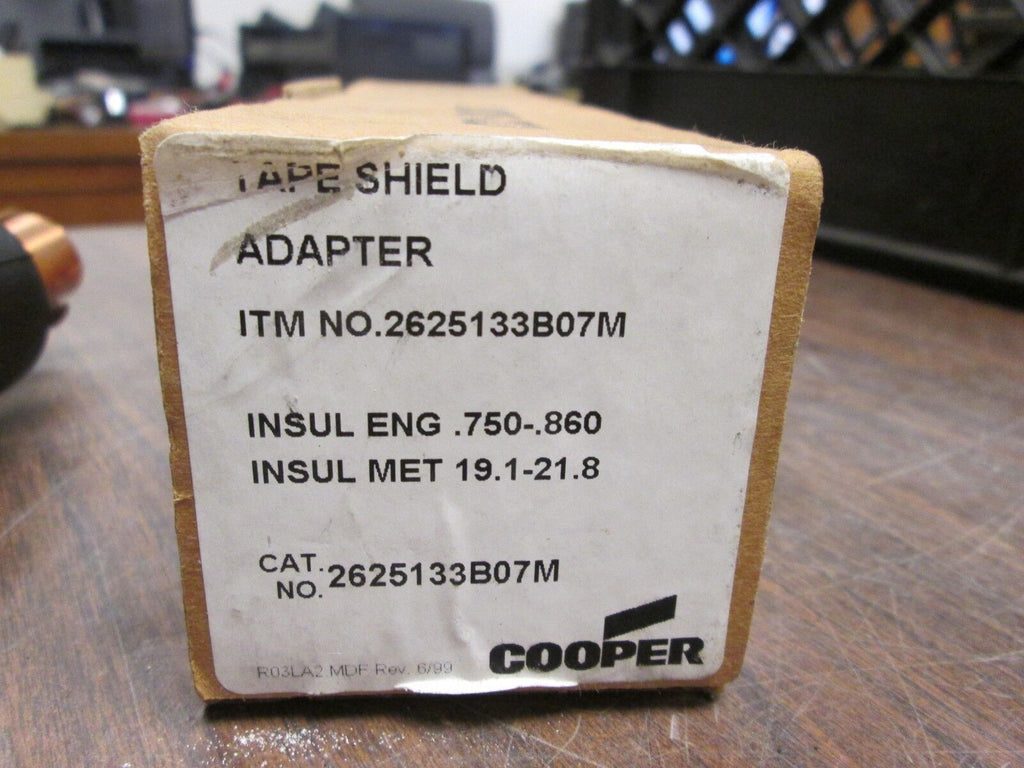 TAPE SHIELD
ADAPTER
ITM NO.2625133B07M
INSUL ENG .750-.860
INSUL MET 19.1-21.8
CAT. NO. 2625133B07M
COOPER
R03LA2 MDF Rev. 6/99